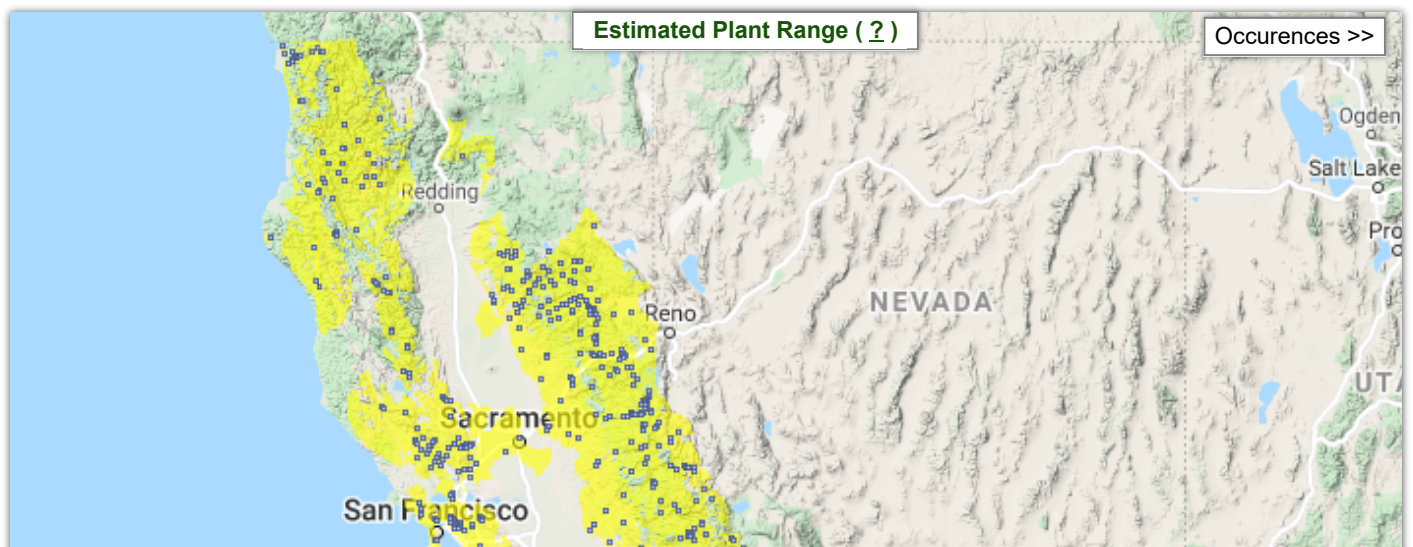 Estimated Plant Range ( ? )
Occurences >>
Ogden
Salt Lake
Redding
Pro
NEVADA
Reno
UTA
Sacramento
San Francisco